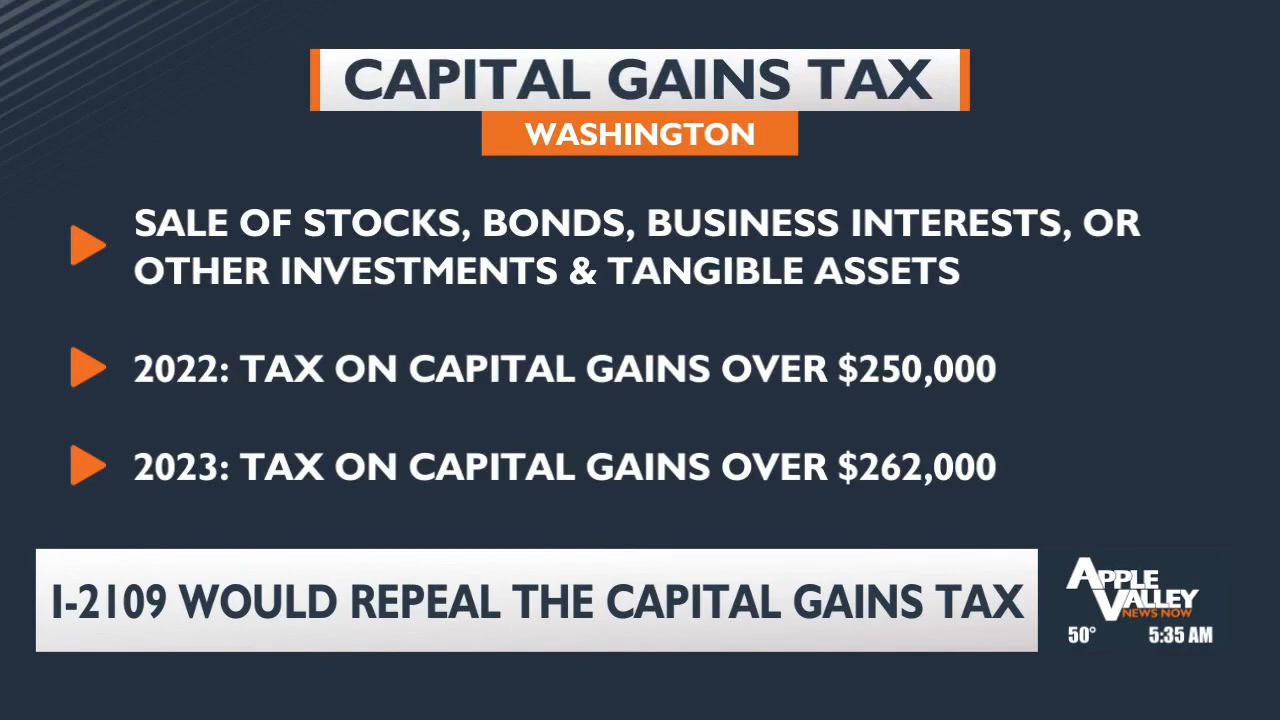 CAPITAL GAINS TAX
WASHINGTON
SALE OF STOCKS, BONDS, BUSINESS INTERESTS, OR
OTHER INVESTMENTS & TANGIBLE ASSETS
2022: TAX ON CAPITAL GAINS OVER $250,000
2023: TAX ON CAPITAL GAINS OVER $262,000
I-2109 WOULD REPEAL THE CAPITAL GAINS TAX
APPLE
VALLEY
NEWS NOW
50° 5:35 AM